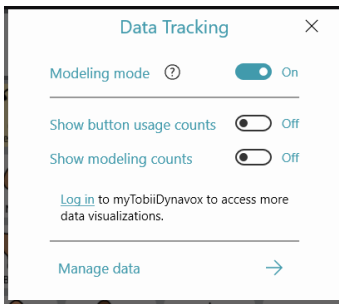 Data Tracking
Modeling mode ? On
Show button usage counts Off
Show modeling counts Off
Log in to myTobiiDynavox to access more
data visualizations.
Manage data